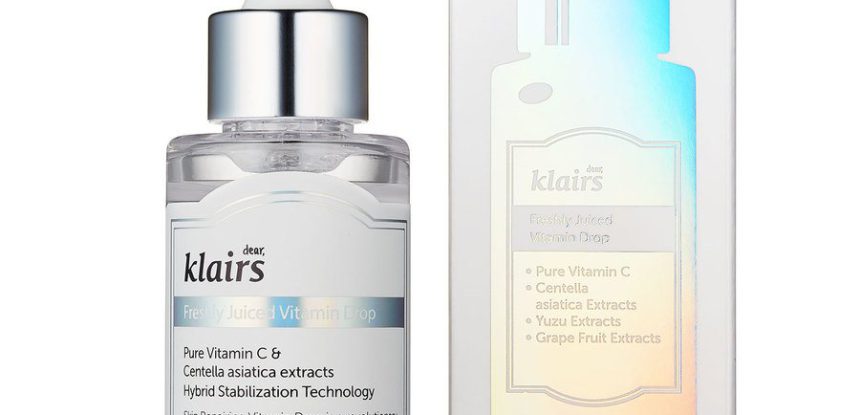 dear,
klairs
Freshly Juiced Vitamin Drop
Pure Vitamin C &
Centella asiatica extracts
Hybrid Stabilization Technology
dear,
klairs
Freshly Juiced
Vitamin Drop
• Pure Vitamin C
• Centella
asiatica Extracts
• Yuzu Extracts
• Grape Fruit Extracts